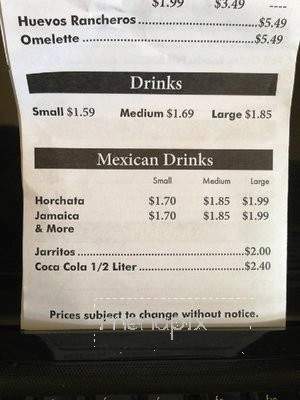 $1.99 $3.49 ----
Huevos Rancheros ..............................$5.49
Omelette ............................................$5.49
Drinks
Small $1.59 Medium $1.69 Large $1.85
Mexican Drinks
Small Medium Large
Horchata $1.70 $1.85 $1.99
Jamaica $1.70 $1.85 $1.99
& More
Jarritos ............................................$2.00
Coca Cola 1/2 Liter ...........................$2.40
Prices subject to change without notice.
menupix